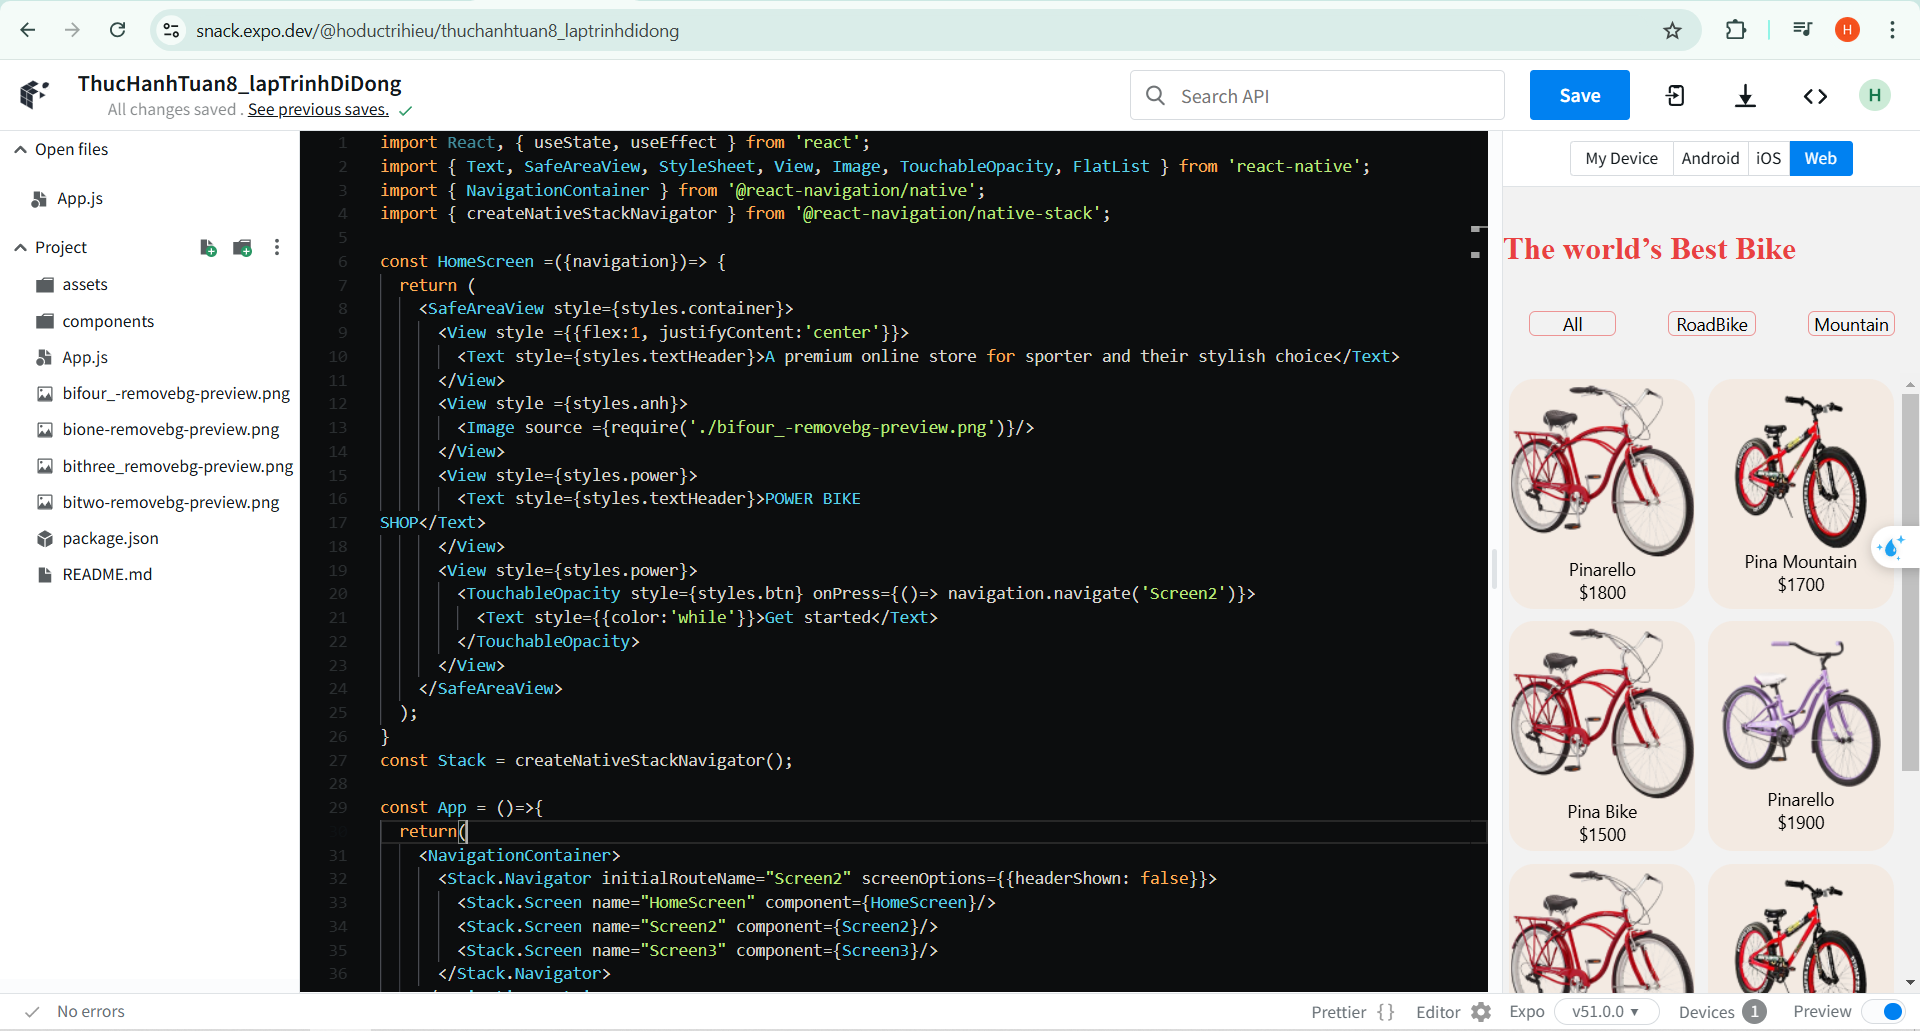 snack.expo.dev/@hoductrihieu/thuchanhtuan8_laptrinhdidong
H
ThucHanhTuan8_lapTrinhDiDong
All changes saved . See previous saves.
Search API
Save
H
Open files
App.js
Project
assets
components
App.js
bifour_-removebg-preview.png
bione-removebg-preview.png
bithree_removebg-preview.png
bitwo-removebg-preview.png
package.json
README.md
1 import React, { useState, useEffect } from 'react';
2 import { Text, SafeAreaView, StyleSheet, View, Image, TouchableOpacity, FlatList } from 'react-native';
3 import { NavigationContainer } from '@react-navigation/native';
4 import { createNativeStackNavigator } from '@react-navigation/native-stack';
5
6 const HomeScreen =({navigation})=> {
7 return (
8 <SafeAreaView style={styles.container}>
9 <View style ={{flex:1, justifyContent:'center'}}>
10 <Text style={styles.textHeader}>A premium online store for sporter and their stylish choice</Text>
11 </View>
12 <View style ={styles.anh}>
13 <Image source ={require('./bifour_-removebg-preview.png')}/>
14 </View>
15 <View style={styles.power}>
16 <Text style={styles.textHeader}>POWER BIKE
17 SHOP</Text>
18 </View>
19 <View style={styles.power}>
20 <TouchableOpacity style={styles.btn} onPress={()=> navigation.navigate('Screen2')}>
21 <Text style={{color:'while'}}>Get started</Text>
22 </TouchableOpacity>
23 </View>
24 </SafeAreaView>
25 );
26 }
27 const Stack = createNativeStackNavigator();
28
29 const App = ()=>{
return(
31 <NavigationContainer>
32 <Stack.Navigator initialRouteName="Screen2" screenOptions={{headerShown: false}}>
33 <Stack.Screen name="HomeScreen" component={HomeScreen}/>
34 <Stack.Screen name="Screen2" component={Screen2}/>
35 <Stack.Screen name="Screen3" component={Screen3}/>
36 </Stack.Navigator>
My Device Android iOS Web
The world’s Best Bike
All RoadBike Mountain
Pinarello
$1800
Pina Mountain
$1700
Pina Bike
$1500
Pinarello
$1900
No errors
Prettier {} Editor Expo v51.0.0 Devices 1 Preview